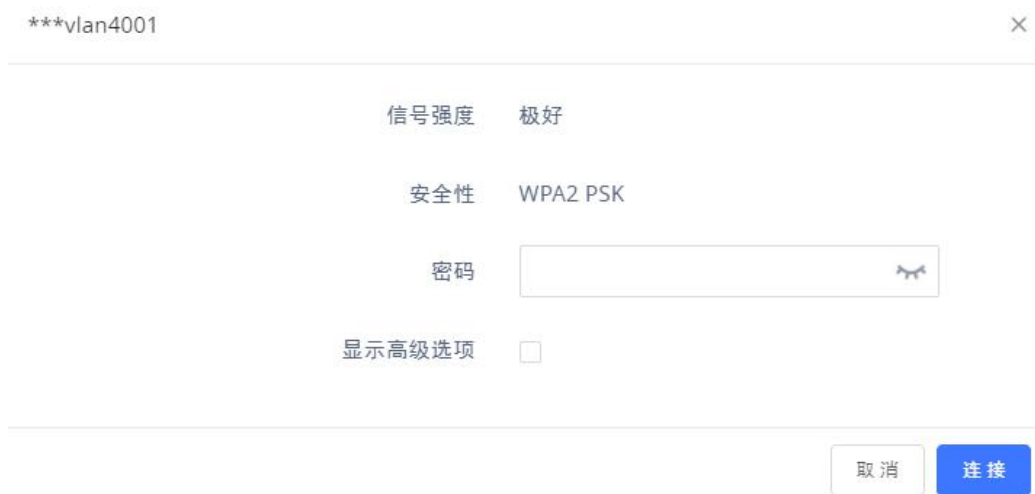 ***vlan4001
信号强度 极好
安全性 WPA2 PSK
密码
显示高级选项
取消 连接